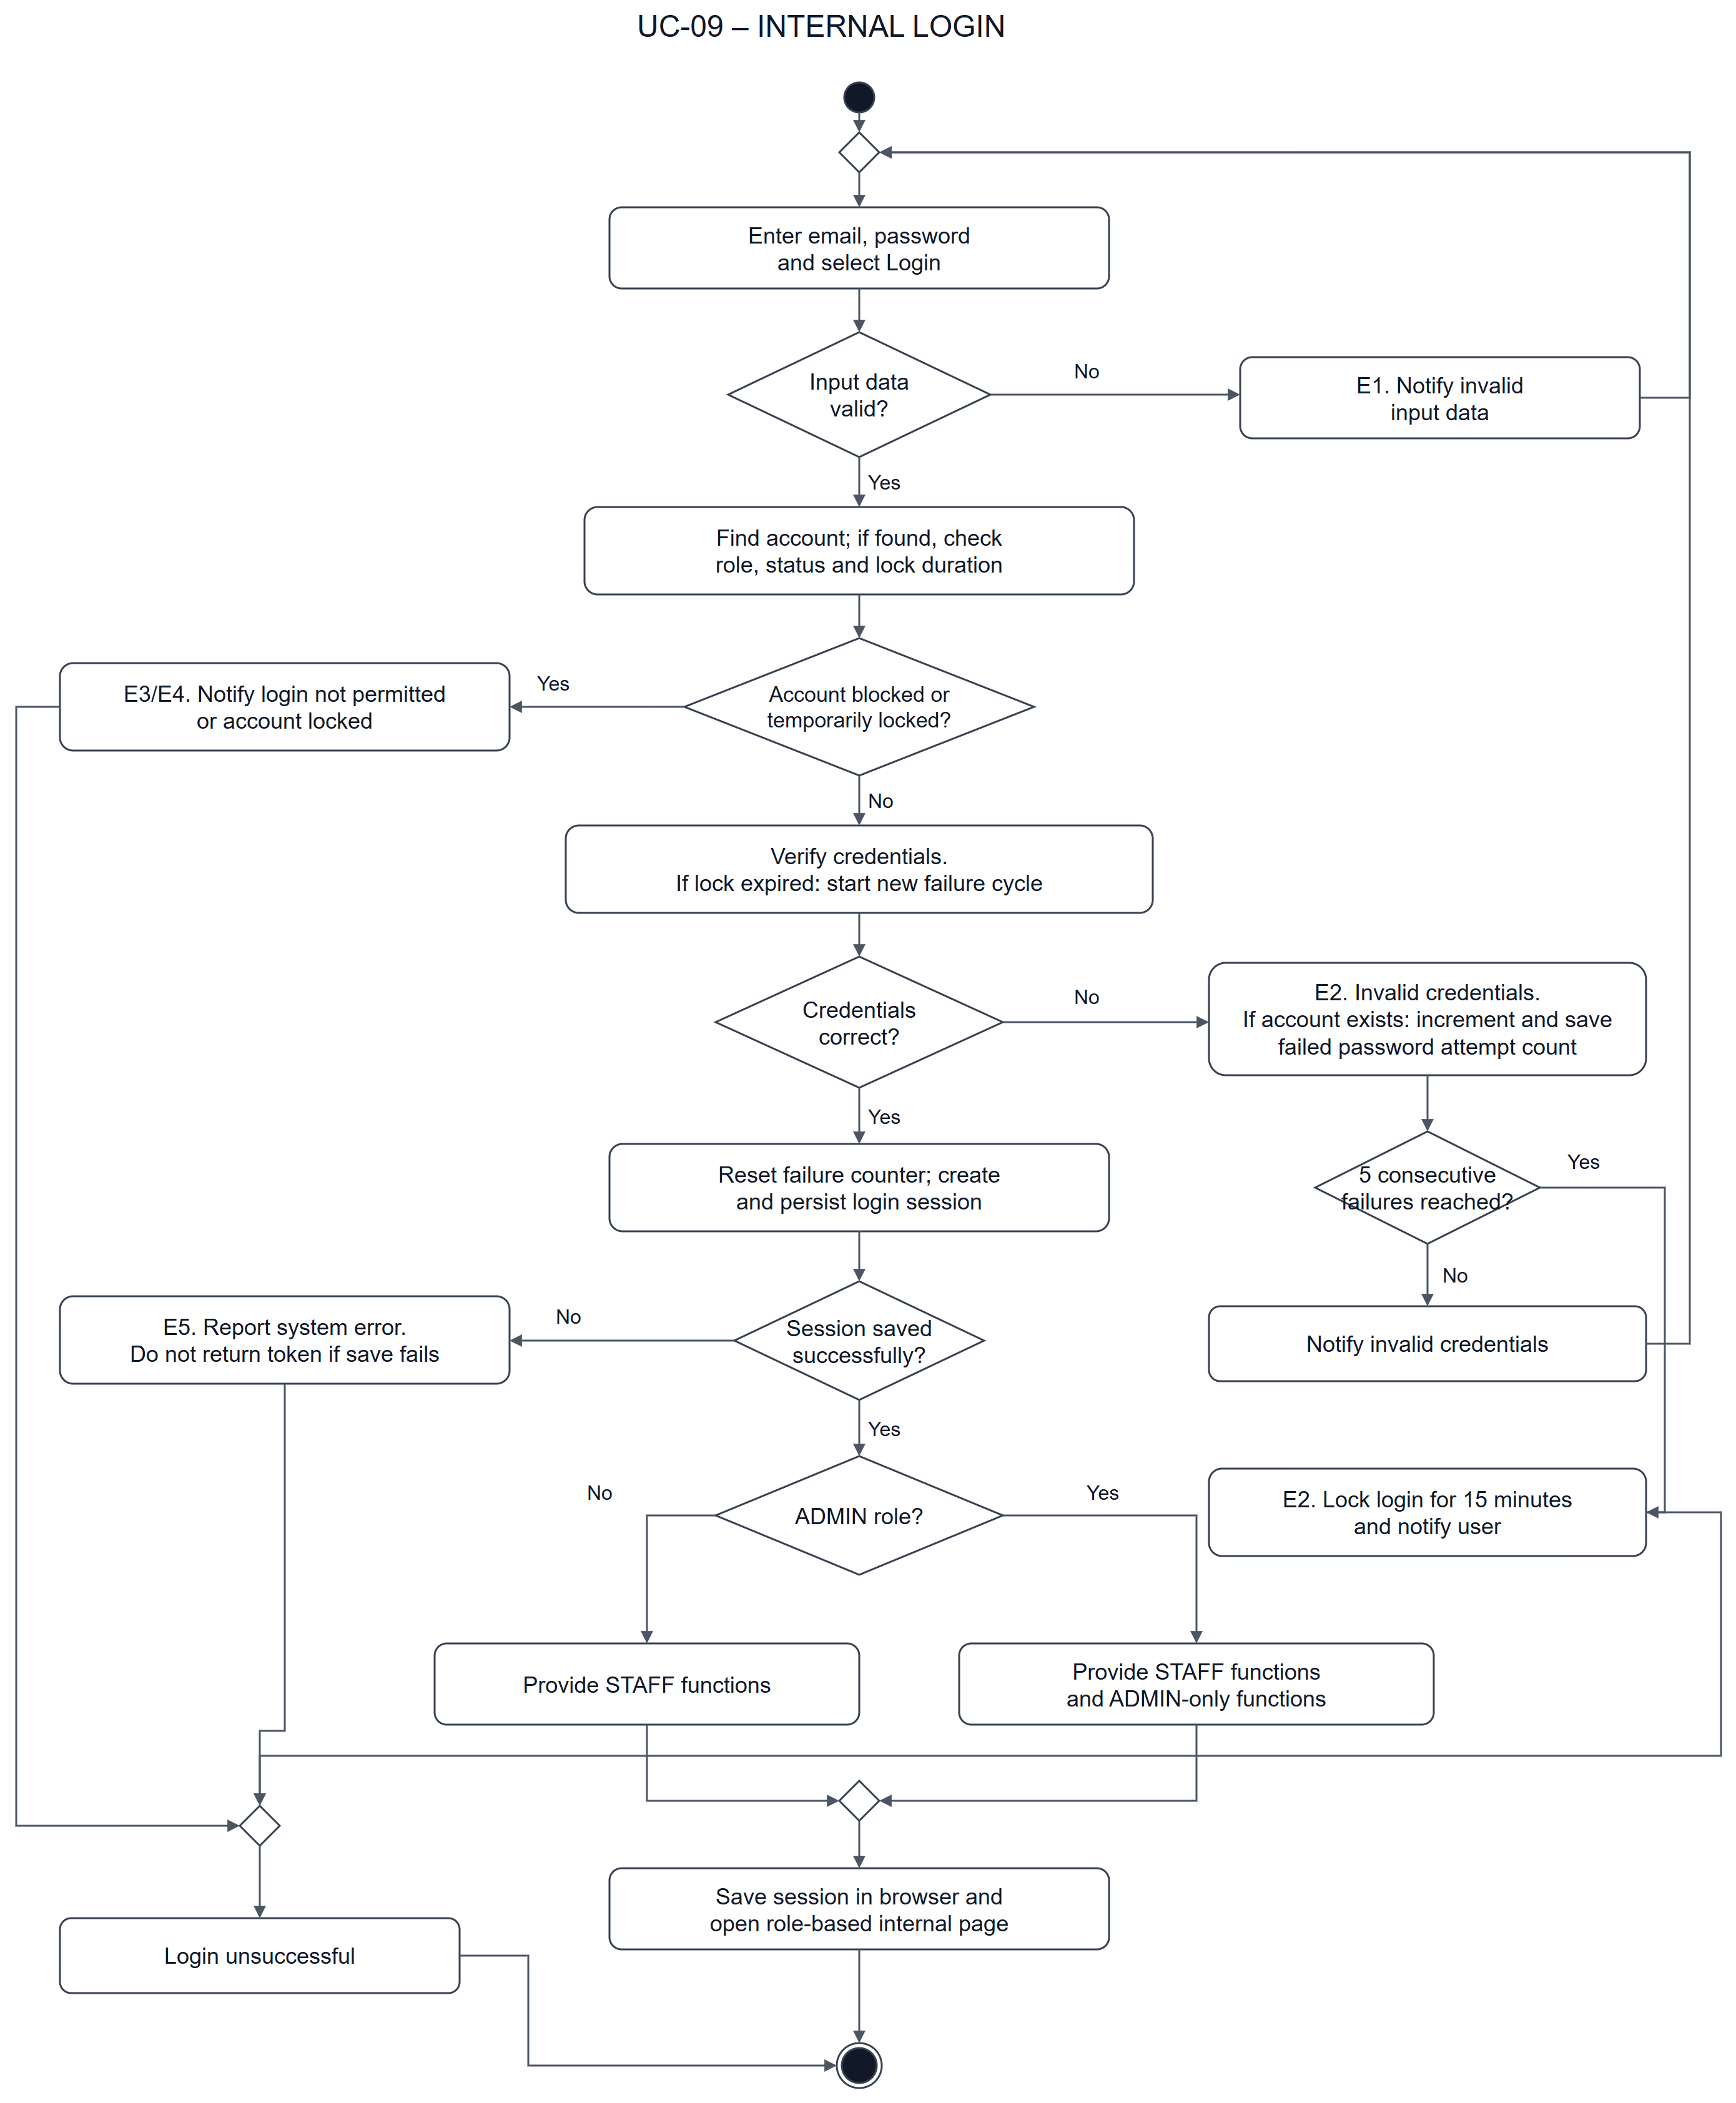 UC-09 – INTERNAL LOGIN
Enter email, password
and select Login
Input data
valid?
No
E1. Notify invalid
input data
Yes
Find account; if found, check
role, status and lock duration
E3/E4. Notify login not permitted
or account locked
Yes
Account blocked or
temporarily locked?
No
Verify credentials.
If lock expired: start new failure cycle
Credentials
correct?
No
E2. Invalid credentials.
If account exists: increment and save
failed password attempt count
Yes
Reset failure counter; create
and persist login session
5 consecutive
failures reached?
Yes
No
E5. Report system error.
Do not return token if save fails
No
Session saved
successfully?
Notify invalid credentials
Yes
No
ADMIN role?
Yes
E2. Lock login for 15 minutes
and notify user
Provide STAFF functions
Provide STAFF functions
and ADMIN-only functions
Save session in browser and
open role-based internal page
Login unsuccessful